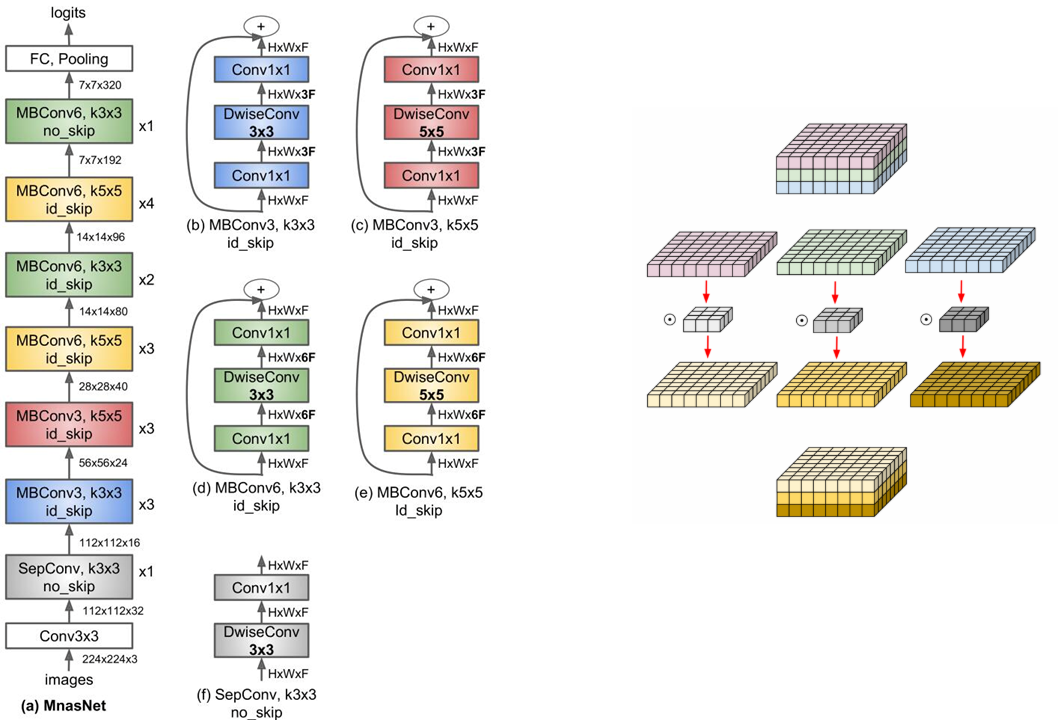 logits
FC, Pooling
7x7x320
MBConv6, k3x3
no_skip
x1
7x7x192
MBConv6, k5x5
id_skip
x4
14x14x96
MBConv6, k3x3
id_skip
x2
14x14x80
MBConv6, k5x5
id_skip
x3
28x28x40
MBConv3, k5x5
id_skip
x3
56x56x24
MBConv3, k3x3
id_skip
x3
112x112x16
SepConv, k3x3
no_skip
x1
112x112x32
Conv3x3
224x224x3
images
(a) MnasNet
+
HxWxF
Conv1x1
HxWx3F
DwiseConv
3x3
HxWx3F
Conv1x1
HxWxF
(b) MBConv3, k3x3
id_skip
+
HxWxF
Conv1x1
HxWx3F
DwiseConv
5x5
HxWx3F
Conv1x1
HxWxF
(c) MBConv3, k5x5
id_skip
+
HxWxF
Conv1x1
HxWx6F
DwiseConv
3x3
HxWx6F
Conv1x1
HxWxF
(d) MBConv6, k3x3
id_skip
+
HxWxF
Conv1x1
HxWx6F
DwiseConv
5x5
HxWx6F
Conv1x1
HxWxF
(e) MBConv6, k5x5
Id_skip
HxWxF
Conv1x1
HxWxF
DwiseConv
3x3
HxWxF
(f) SepConv, k3x3
no_skip